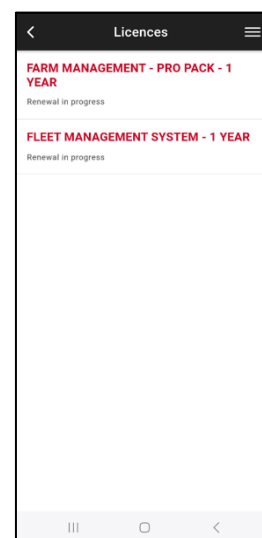 Licences
FARM MANAGEMENT - PRO PACK - 1
YEAR
Renewal in progress
FLEET MANAGEMENT SYSTEM - 1 YEAR
Renewal in progress